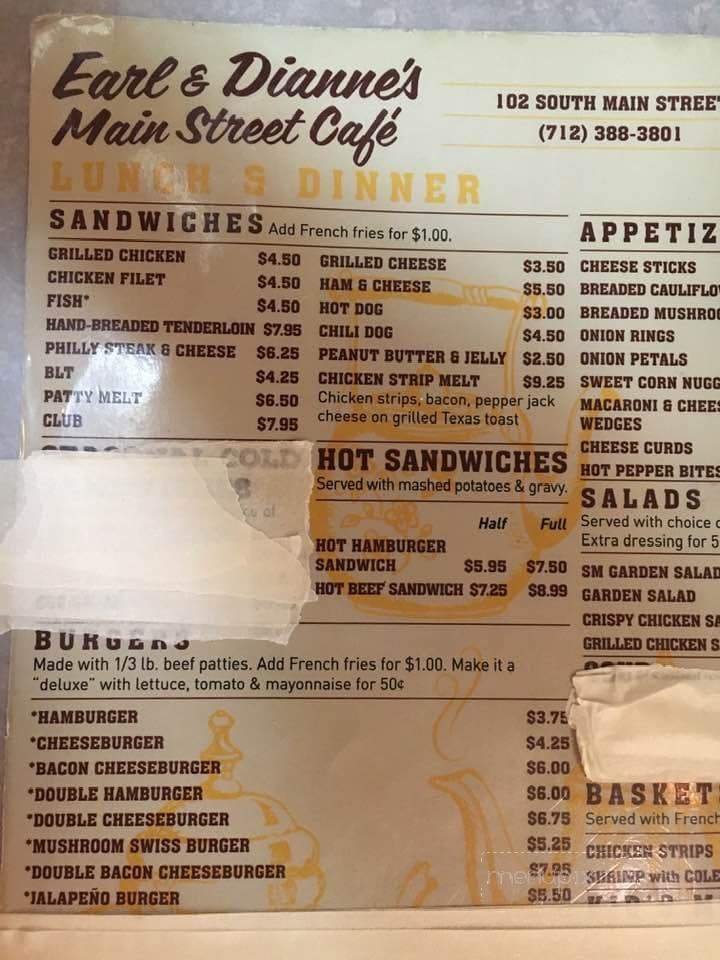 Earl & Dianne's
Main Street Café
102 SOUTH MAIN STREET
(712) 388-3801
LUNCH & DINNER
SANDWICHES Add French fries for $1.00.
GRILLED CHICKEN $4.50
CHICKEN FILET $4.50
FISH* $4.50
HAND-BREADED TENDERLOIN $7.95
PHILLY STEAK & CHEESE $6.25
BLT $4.25
PATTY MELT $6.50
CLUB $7.95
GRILLED CHEESE $3.50
HAM & CHEESE $5.50
HOT DOG $3.00
CHILI DOG $4.50
PEANUT BUTTER & JELLY $2.50
CHICKEN STRIP MELT $9.25
Chicken strips, bacon, pepper jack
cheese on grilled Texas toast
COLD
HOT SANDWICHES
Served with mashed potatoes & gravy.
Half Full
HOT HAMBURGER
SANDWICH $5.95 $7.50
HOT BEEF SANDWICH $7.25 $8.99
BURGERS
Made with 1/3 lb. beef patties. Add French fries for $1.00. Make it a
"deluxe" with lettuce, tomato & mayonnaise for 50¢
*HAMBURGER $3.75
*CHEESEBURGER $4.25
*BACON CHEESEBURGER $6.00
*DOUBLE HAMBURGER $6.00
*DOUBLE CHEESEBURGER $6.75
*MUSHROOM SWISS BURGER $5.25
*DOUBLE BACON CHEESEBURGER $7.95
*JALAPEÑO BURGER $5.50
APPETIZ
CHEESE STICKS
BREADED CAULIFLO
BREADED MUSHRO
ONION RINGS
ONION PETALS
SWEET CORN NUGG
MACARONI & CHEES
WEDGES
CHEESE CURDS
HOT PEPPER BITES
SALADS
Served with choice
Extra dressing for 5
SM GARDEN SALAD
GARDEN SALAD
CRISPY CHICKEN SA
GRILLED CHICKEN S
BASKET
Served with French
CHICKEN STRIPS
SHRIMP with COLE